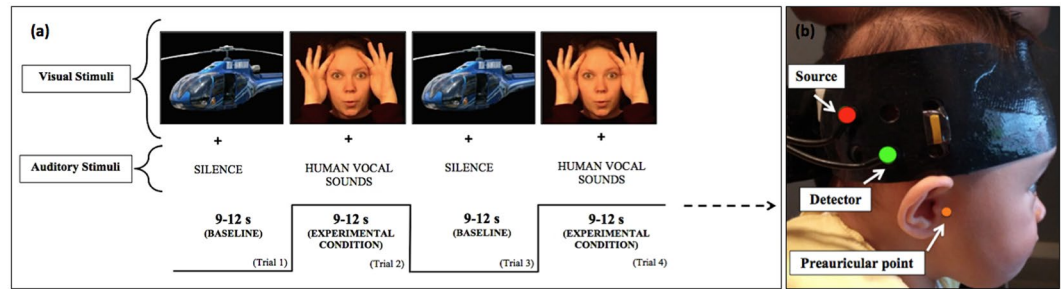 (a)
Visual Stimuli
+
+
+
+
Auditory Stimuli
SILENCE
HUMAN VOCAL
SOUNDS
SILENCE
HUMAN VOCAL
SOUNDS
9-12 s
(BASELINE)
(Trial 1)
9-12 s
(EXPERIMENTAL
CONDITION)
(Trial 2)
9-12 s
(BASELINE)
(Trial 3)
9-12 s
(EXPERIMENTAL
CONDITION)
(Trial 4)
(b)
Source
Detector
Preauricular point